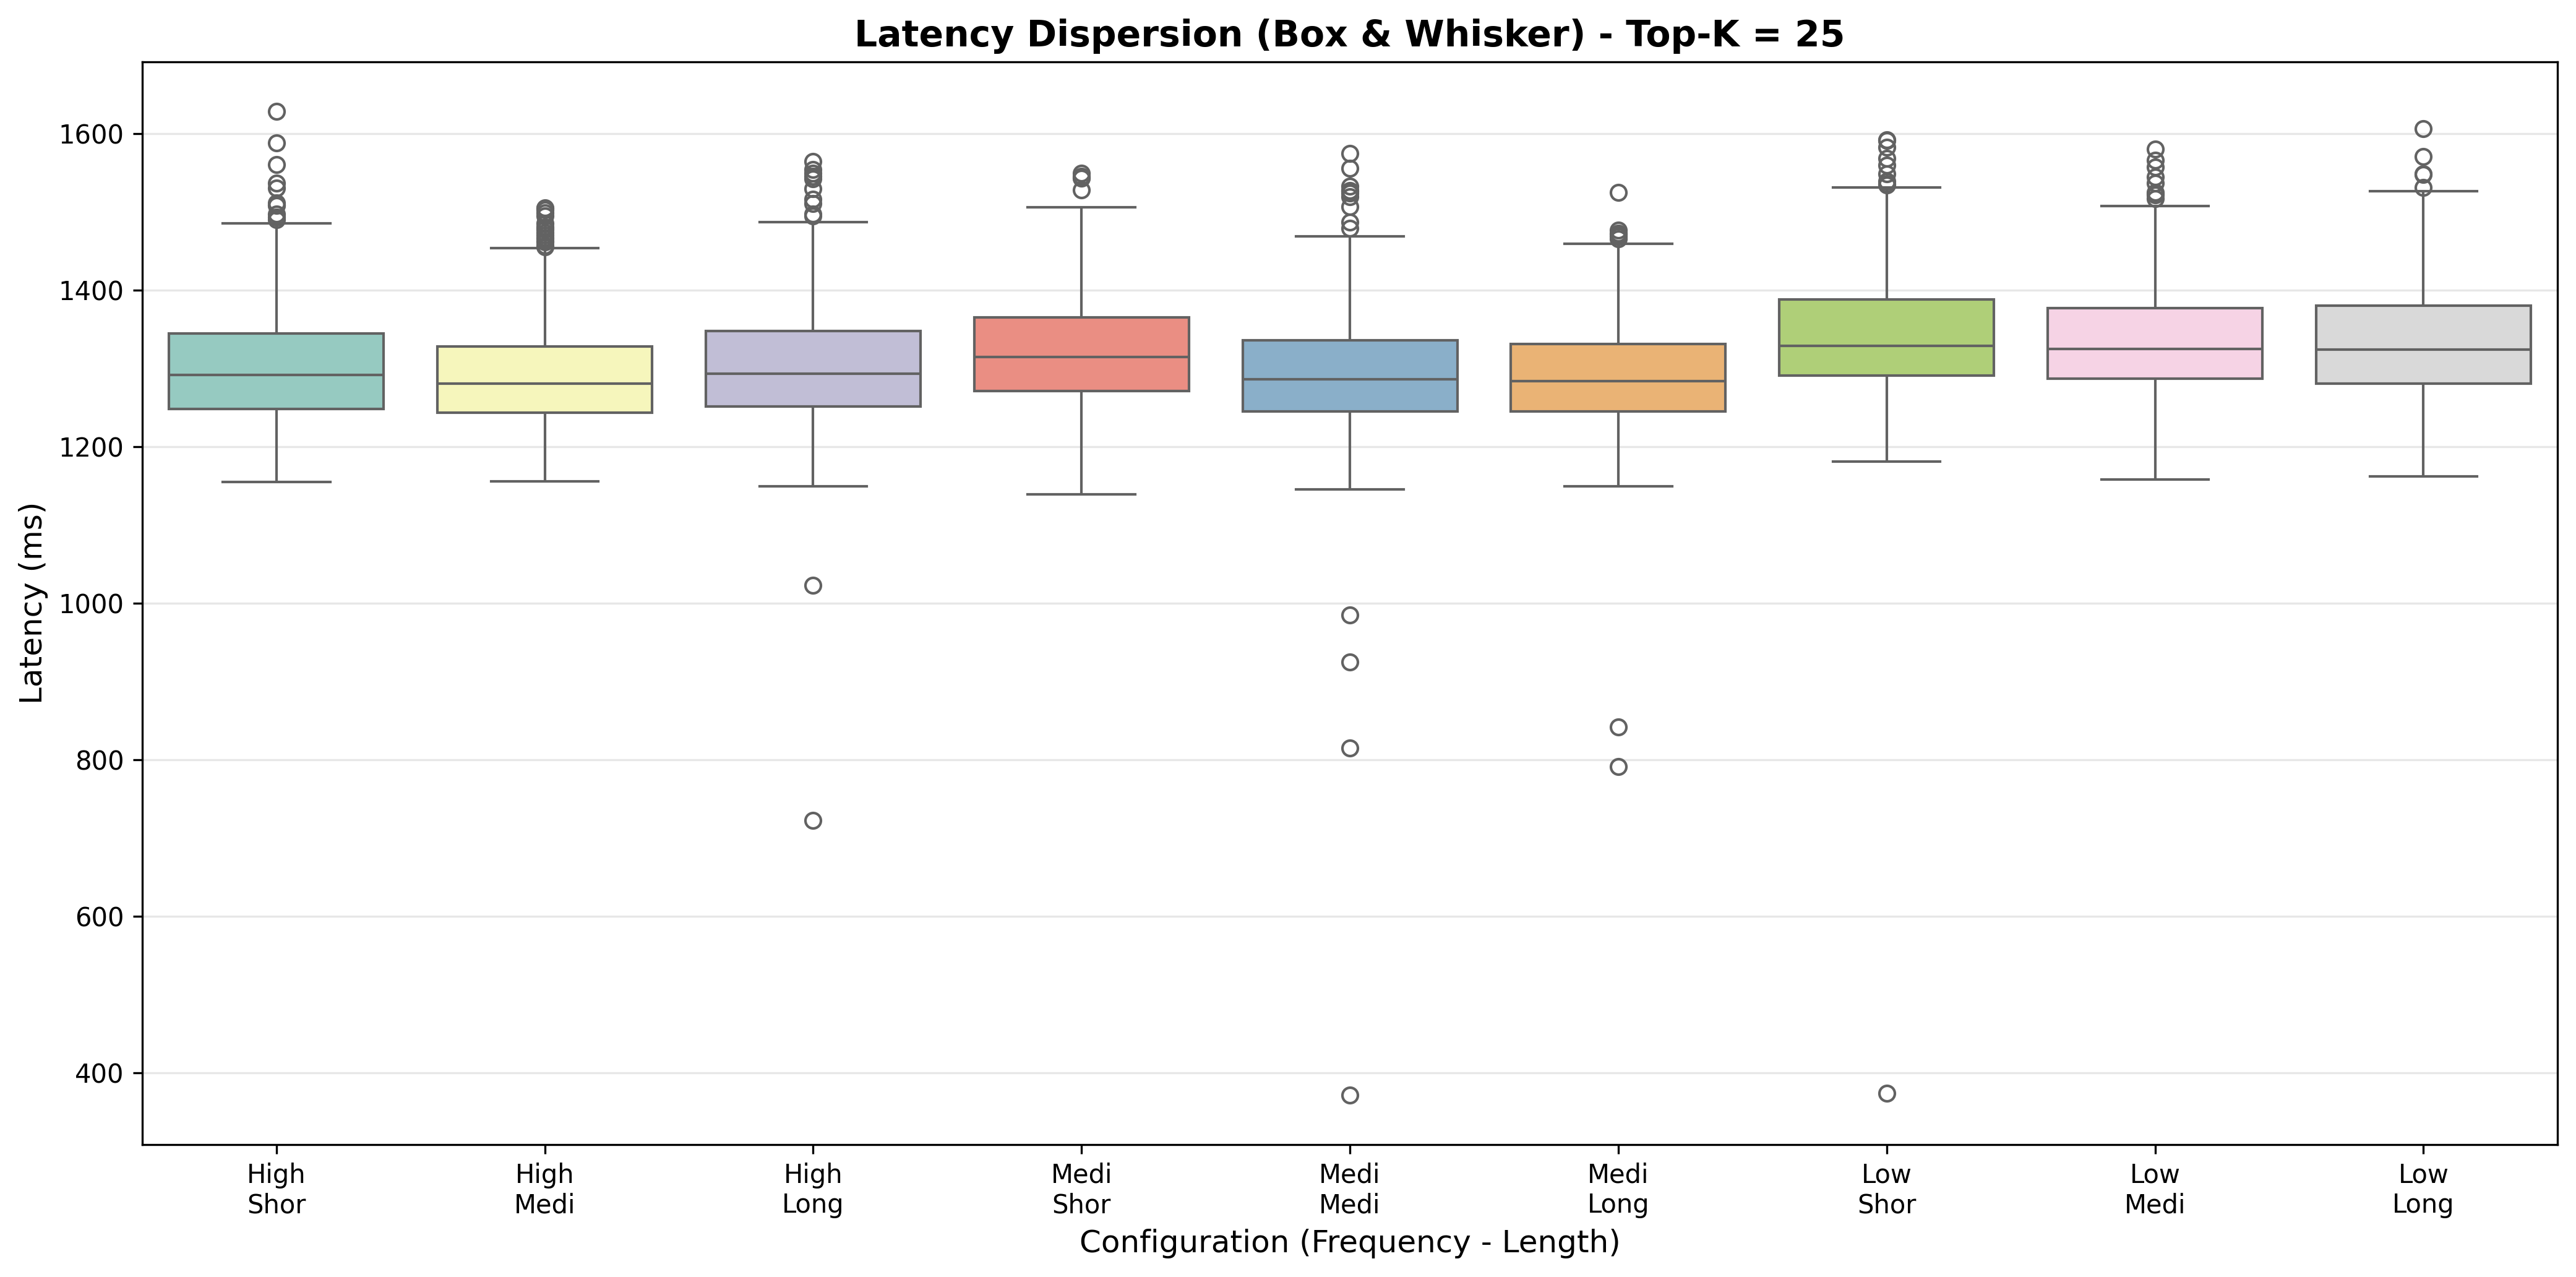 Latency Dispersion (Box & Whisker) - Top-K = 25
Latency (ms)
1600
1400
1200
1000
800
600
400
High
Shor
High
Medi
High
Long
Medi
Shor
Medi
Medi
Medi
Long
Low
Shor
Low
Medi
Low
Long
Configuration (Frequency - Length)